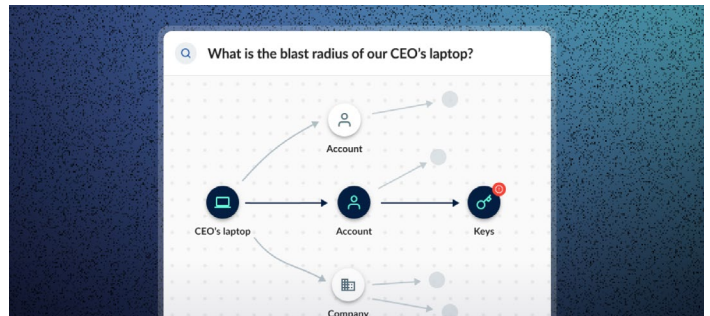 What is the blast radius of our CEO's laptop?
Account
CEO's laptop
Account
Keys
Company